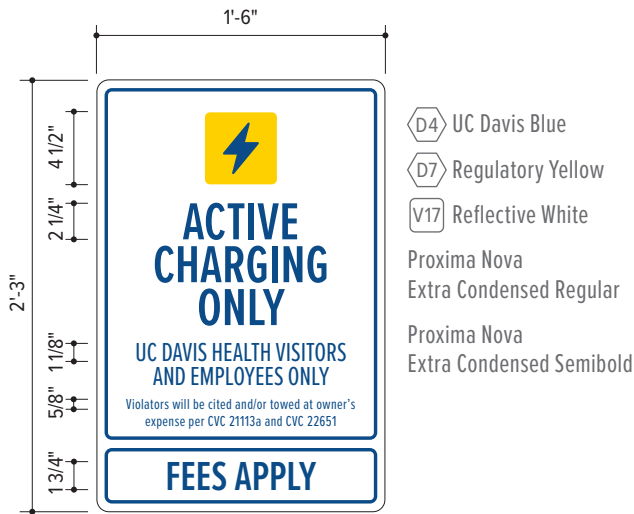 1'-6"
2'-3"
4 1/2"
2 1/4"
1 1/8"
5/8"
1 3/4"
ACTIVE
CHARGING
ONLY
UC DAVIS HEALTH VISITORS
AND EMPLOYEES ONLY
Violators will be cited and/or towed at owner's
expense per CVC 21113a and CVC 22651
FEES APPLY
D4 UC Davis Blue
D7 Regulatory Yellow
V17 Reflective White
Proxima Nova
Extra Condensed Regular
Proxima Nova
Extra Condensed Semibold